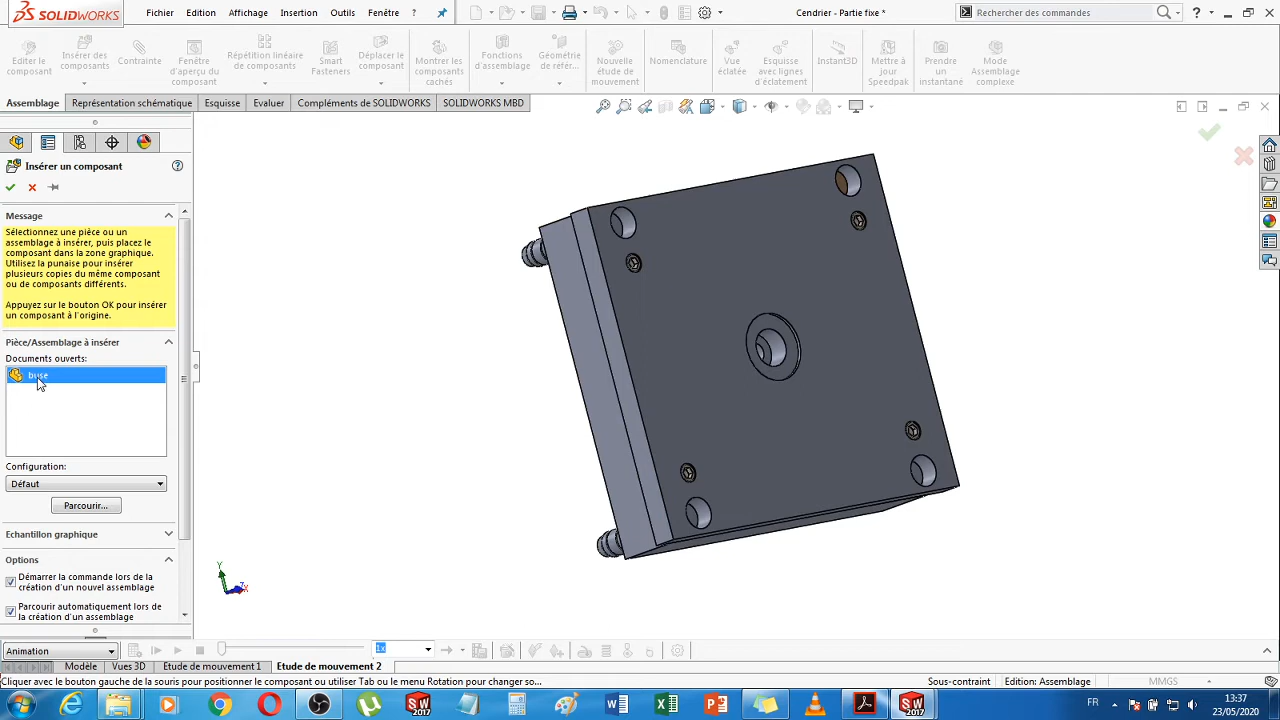 SOLIDWORKS
Fichier Edition Affichage Insertion Outils Fenêtre ?
Cendrier - Partie fixe *
Rechercher des commandes
?
Editer le composant
Insérer des composants
Contrainte
Fenêtre d'aperçu du composant
Répétition linéaire de composants
Smart Fasteners
Déplacer le composant
Montrer les composants cachés
Fonctions d'assemblage
Géométrie de référ...
Nouvelle étude de mouvement
Nomenclature
Vue éclatée
Esquisse avec lignes d'éclatement
Instant3D
Mettre à jour Speedpak
Prendre un instantané
Mode Assemblage complexe
Assemblage Représentation schématique Esquisse Evaluer Compléments de SOLIDWORKS SOLIDWORKS MBD
Insérer un composant
Message
Sélectionnez une pièce ou un
assemblage à insérer, puis placez le
composant dans la zone graphique.
Utilisez la punaise pour insérer
plusieurs copies du même composant
ou de composants différents.
Appuyez sur le bouton OK pour insérer
un composant à l'origine.
Pièce/Assemblage à insérer
Documents ouverts:
buse
Configuration:
Défaut
Parcourir...
Echantillon graphique
Options
Démarrer la commande lors de la
création d'un nouvel assemblage
Parcourir automatiquement lors de
la création d'un assemblage
Y
Animation
1x
Modèle Vues 3D Etude de mouvement 1 Etude de mouvement 2
Cliquer avec le bouton gauche de la souris pour positionner le composant ou utiliser Tab ou le menu Rotation pour changer so...
Sous-contraint Edition: Assemblage MMGS
FR
13:37
23/05/2020